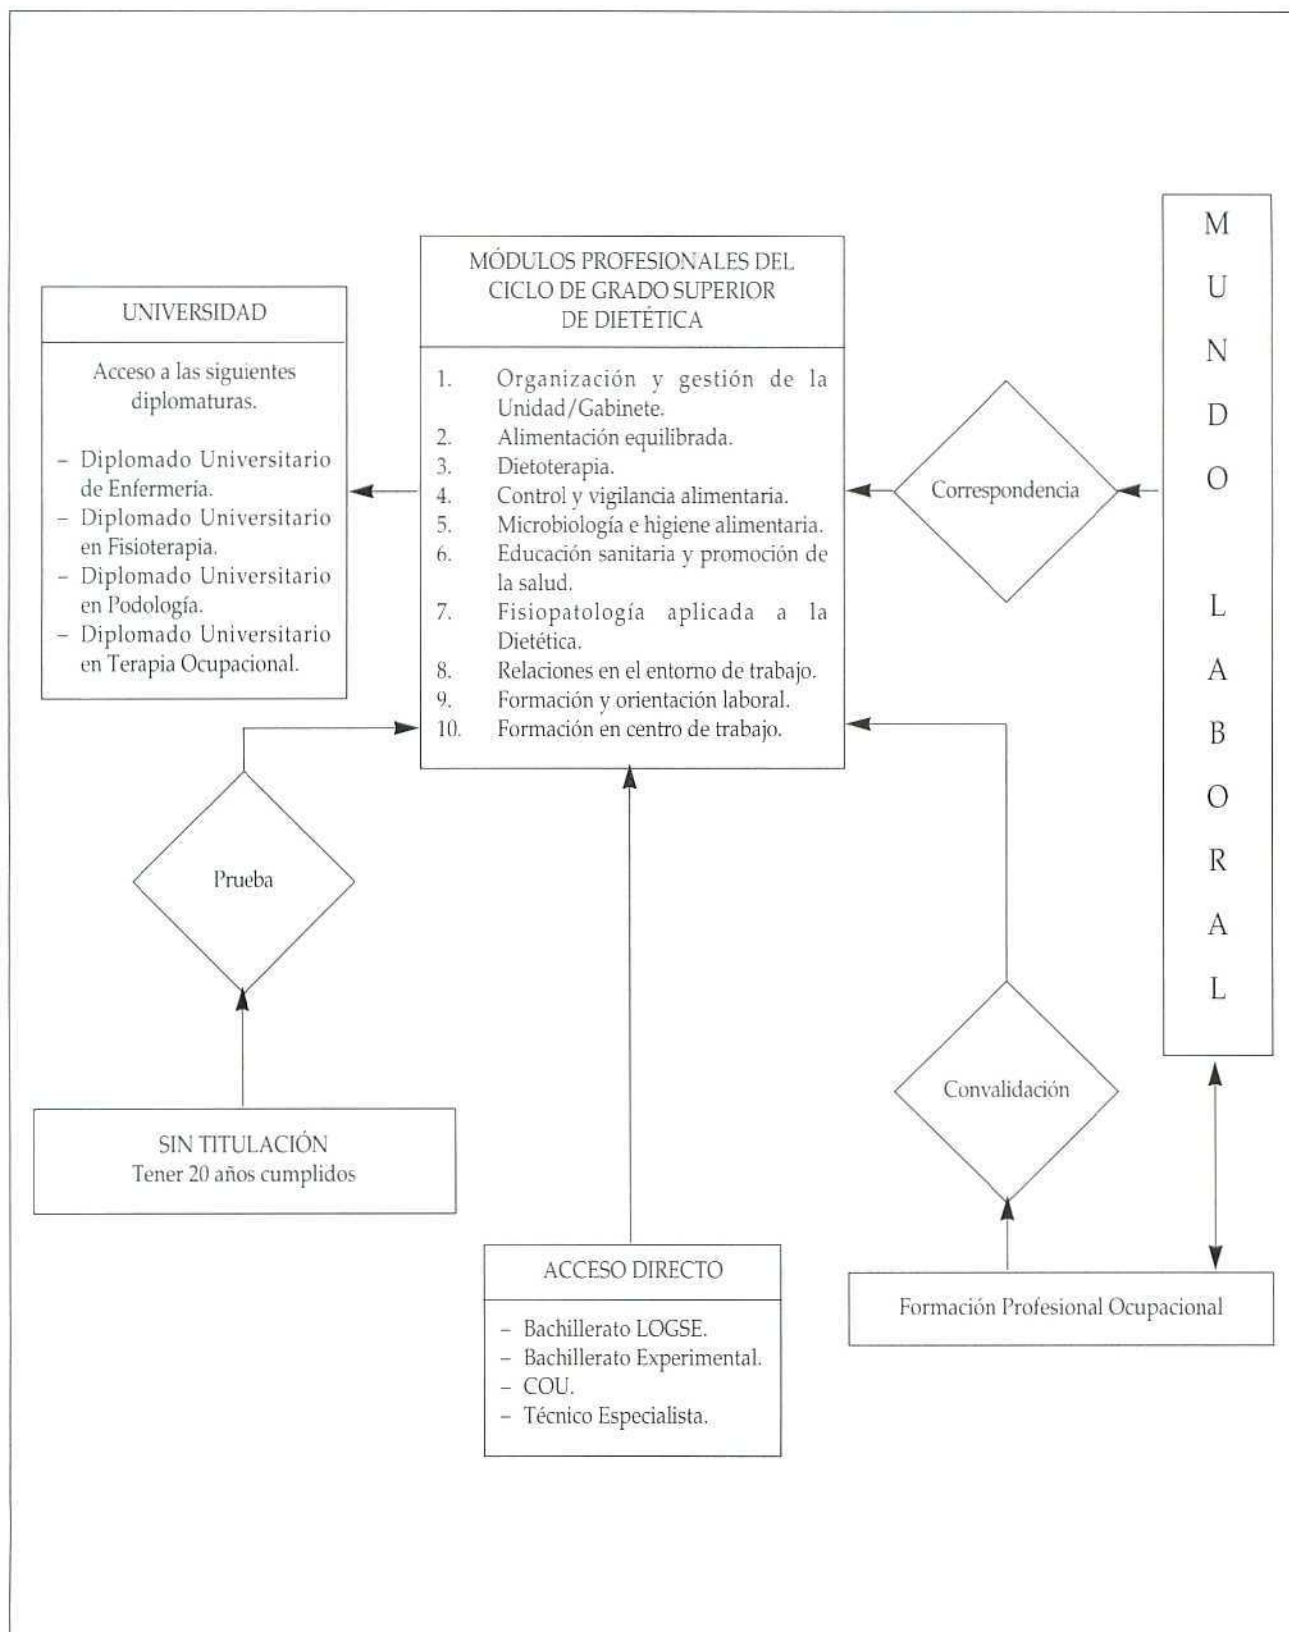 MÓDULOS PROFESIONALES DEL
CICLO DE GRADO SUPERIOR
DE DIETÉTICA
1. Organización y gestión de la
Unidad/Gabinete.
2. Alimentación equilibrada.
3. Dietoterapia.
4. Control y vigilancia alimentaria.
5. Microbiología e higiene alimentaria.
6. Educación sanitaria y promoción de
la salud.
7. Fisiopatología aplicada a la
Dietética.
8. Relaciones en el entorno de trabajo.
9. Formación y orientación laboral.
10. Formación en centro de trabajo.
UNIVERSIDAD
Acceso a las siguientes
diplomaturas.
– Diplomado Universitario
de Enfermería.
– Diplomado Universitario
en Fisioterapia.
– Diplomado Universitario
en Podología.
– Diplomado Universitario
en Terapia Ocupacional.
Correspondencia
MUNDO LABORAL
Prueba
Convalidación
SIN TITULACIÓN
Tener 20 años cumplidos
ACCESO DIRECTO
– Bachillerato LOGSE.
– Bachillerato Experimental.
– COU.
– Técnico Especialista.
Formación Profesional Ocupacional